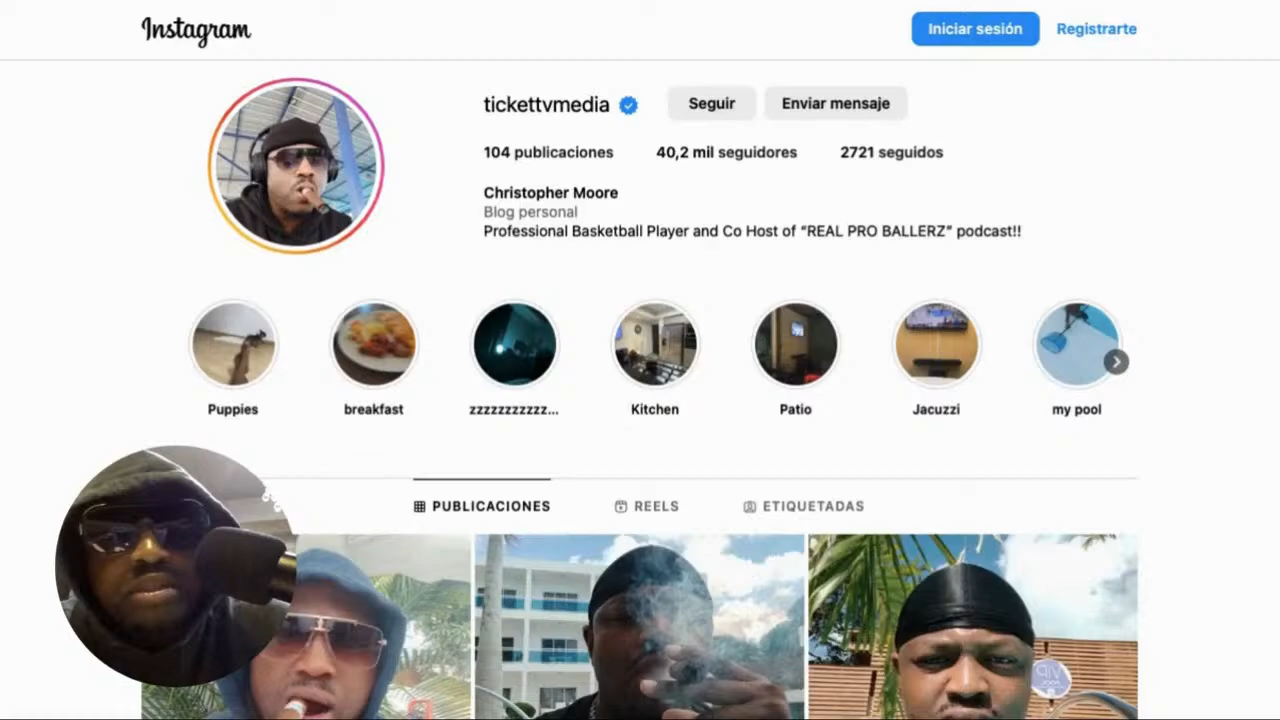 Instagram
Iniciar sesión
Registrarte
tickettvmedia
Seguir
Enviar mensaje
104 publicaciones
40,2 mil seguidores
2721 seguidos
Christopher Moore
Blog personal
Professional Basketball Player and Co Host of “REAL PRO BALLERZ” podcast!!
Puppies
breakfast
zzzzzzzzzzz...
Kitchen
Patio
Jacuzzi
my pool
PUBLICACIONES
REELS
ETIQUETADAS